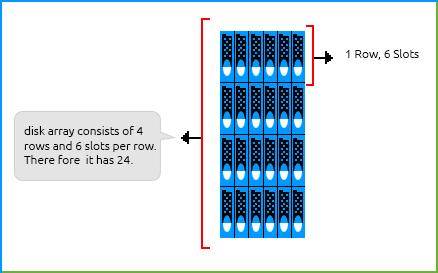 1 Row, 6 Slots
disk array consists of 4
rows and 6 slots per row.
There fore it has 24.